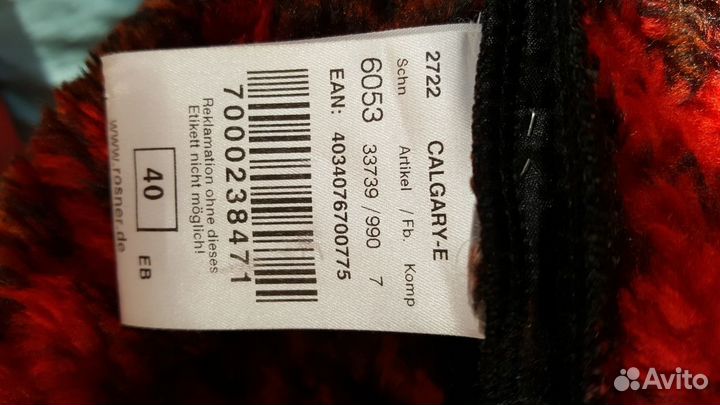 2722 CALGARY-E
Schn Artikel /Fb. Komp
6053 33739 /990 7
EAN: 4034076700775
7000238471
Reklamation ohne dieses
Etikett nicht möglich!
40 EB
www.rosner.de
Avito